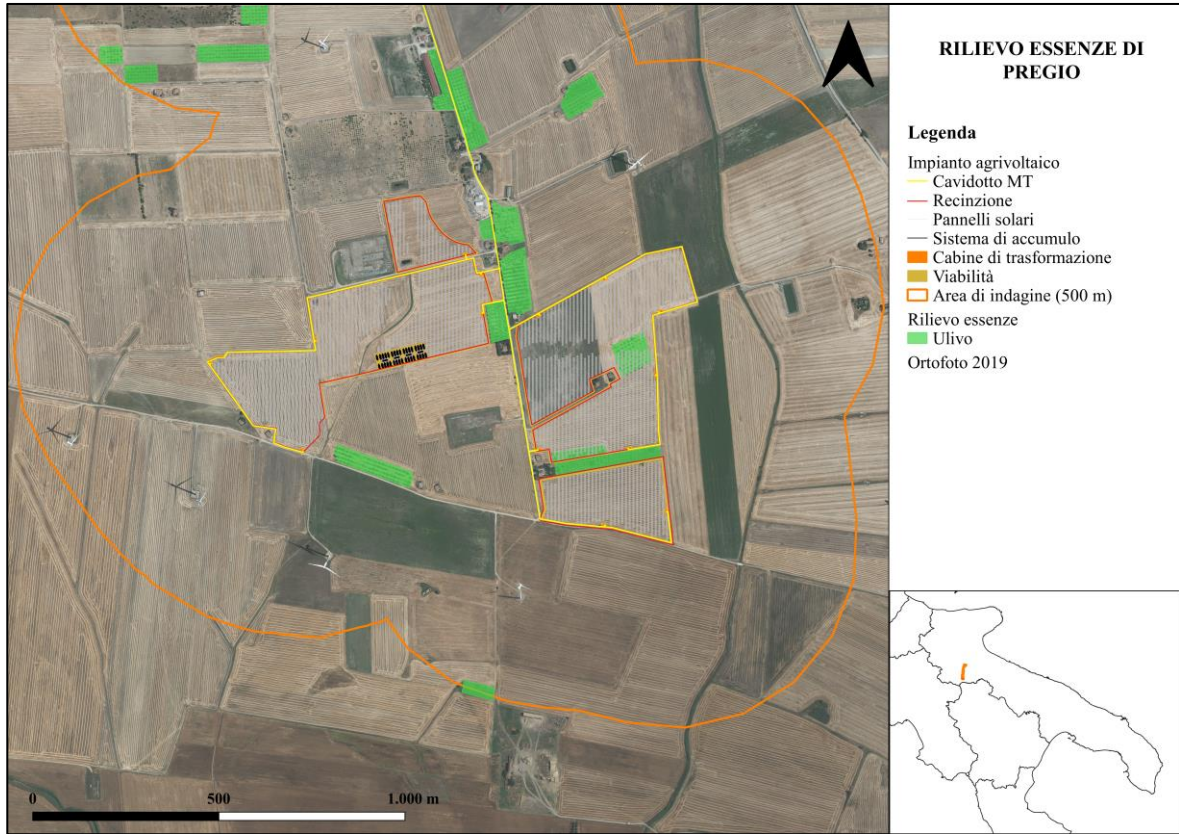 RILIEVO ESSENZE DI
PREGIO
Legenda
Impianto agrivoltaico
Cavidotto MT
Recinzione
Pannelli solari
Sistema di accumulo
Cabine di trasformazione
Viabilità
Area di indagine (500 m)
Rilievo essenze
Ulivo
Ortofoto 2019
0 500 1.000 m